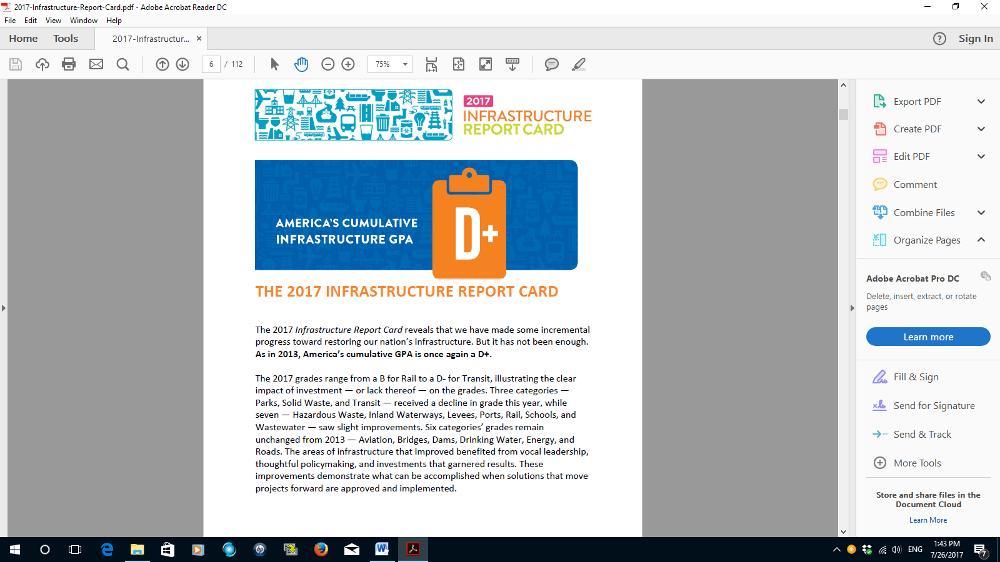 2017-Infrastructure-Report-Card.pdf - Adobe Acrobat Reader DC
File Edit View Window Help
Home Tools 2017-Infrastructur... × ? Sign In
6 / 112 75%
2017
INFRASTRUCTURE
REPORT CARD
AMERICA'S CUMULATIVE
INFRASTRUCTURE GPA
D+
THE 2017 INFRASTRUCTURE REPORT CARD
The 2017 Infrastructure Report Card reveals that we have made some incremental
progress toward restoring our nation's infrastructure. But it has not been enough.
As in 2013, America's cumulative GPA is once again a D+.
The 2017 grades range from a B for Rail to a D- for Transit, illustrating the clear
impact of investment — or lack thereof — on the grades. Three categories —
Parks, Solid Waste, and Transit — received a decline in grade this year, while
seven — Hazardous Waste, Inland Waterways, Levees, Ports, Rail, Schools, and
Wastewater — saw slight improvements. Six categories' grades remain
unchanged from 2013 — Aviation, Bridges, Dams, Drinking Water, Energy, and
Roads. The areas of infrastructure that improved benefited from vocal leadership,
thoughtful policymaking, and investments that garnered results. These
improvements demonstrate what can be accomplished when solutions that move
projects forward are approved and implemented.
Export PDF
Create PDF
Edit PDF
Comment
Combine Files
Organize Pages
Adobe Acrobat Pro DC
Delete, insert, extract, or rotate
pages
Learn more
Fill & Sign
Send for Signature
Send & Track
More Tools
Store and share files in the
Document Cloud
Learn More
ENG
1:43 PM
7/26/2017
7